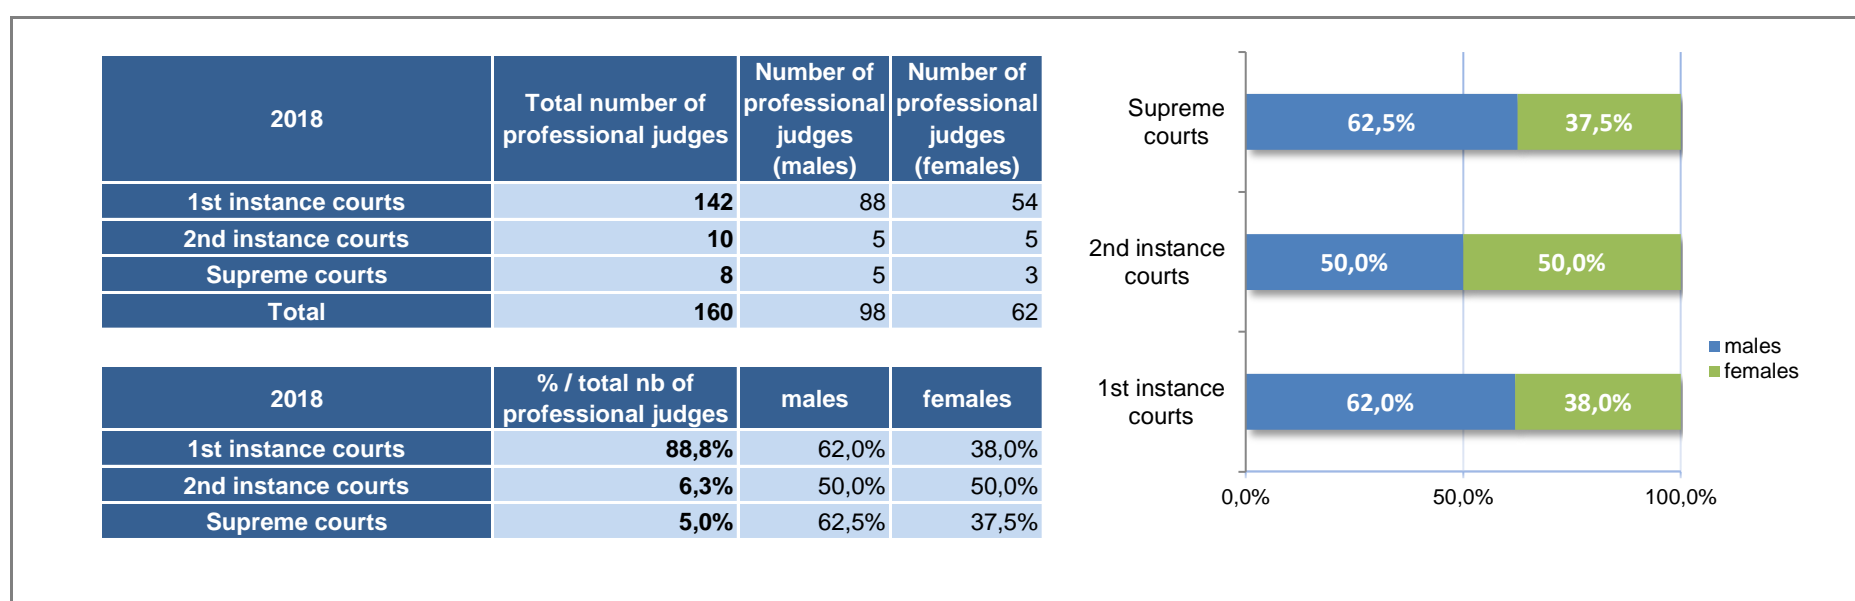 2018
Total number of
professional judges
Number of
professional
judges
(males)
Number of
professional
judges
(females)
1st instance courts 142 88 54
2nd instance courts 10 5 5
Supreme courts 8 5 3
Total 160 98 62
2018
% / total nb of
professional judges
males
females
1st instance courts 88,8% 62,0% 38,0%
2nd instance courts 6,3% 50,0% 50,0%
Supreme courts 5,0% 62,5% 37,5%
Supreme
courts
62,5% 37,5%
2nd instance
courts
50,0% 50,0%
1st instance
courts
62,0% 38,0%
0,0% 50,0% 100,0%
males
females